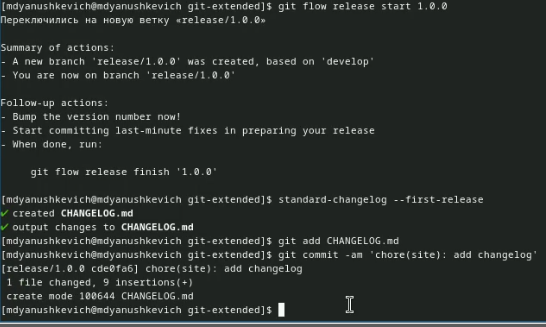 [mdyanushkevich@mdyanushkevich git-extended]$ git flow release start 1.0.0
Переключились на новую ветку «release/1.0.0»

Summary of actions:
- A new branch 'release/1.0.0' was created, based on 'develop'
- You are now on branch 'release/1.0.0'

Follow-up actions:
- Bump the version number now!
- Start committing last-minute fixes in preparing your release
- When done, run:

     git flow release finish '1.0.0'

[mdyanushkevich@mdyanushkevich git-extended]$ standard-changelog --first-release
✔ created CHANGELOG.md
✔ output changes to CHANGELOG.md
[mdyanushkevich@mdyanushkevich git-extended]$ git add CHANGELOG.md
[mdyanushkevich@mdyanushkevich git-extended]$ git commit -am 'chore(site): add changelog'
[release/1.0.0 cde0fa6] chore(site): add changelog
 1 file changed, 9 insertions(+)
 create mode 100644 CHANGELOG.md
[mdyanushkevich@mdyanushkevich git-extended]$